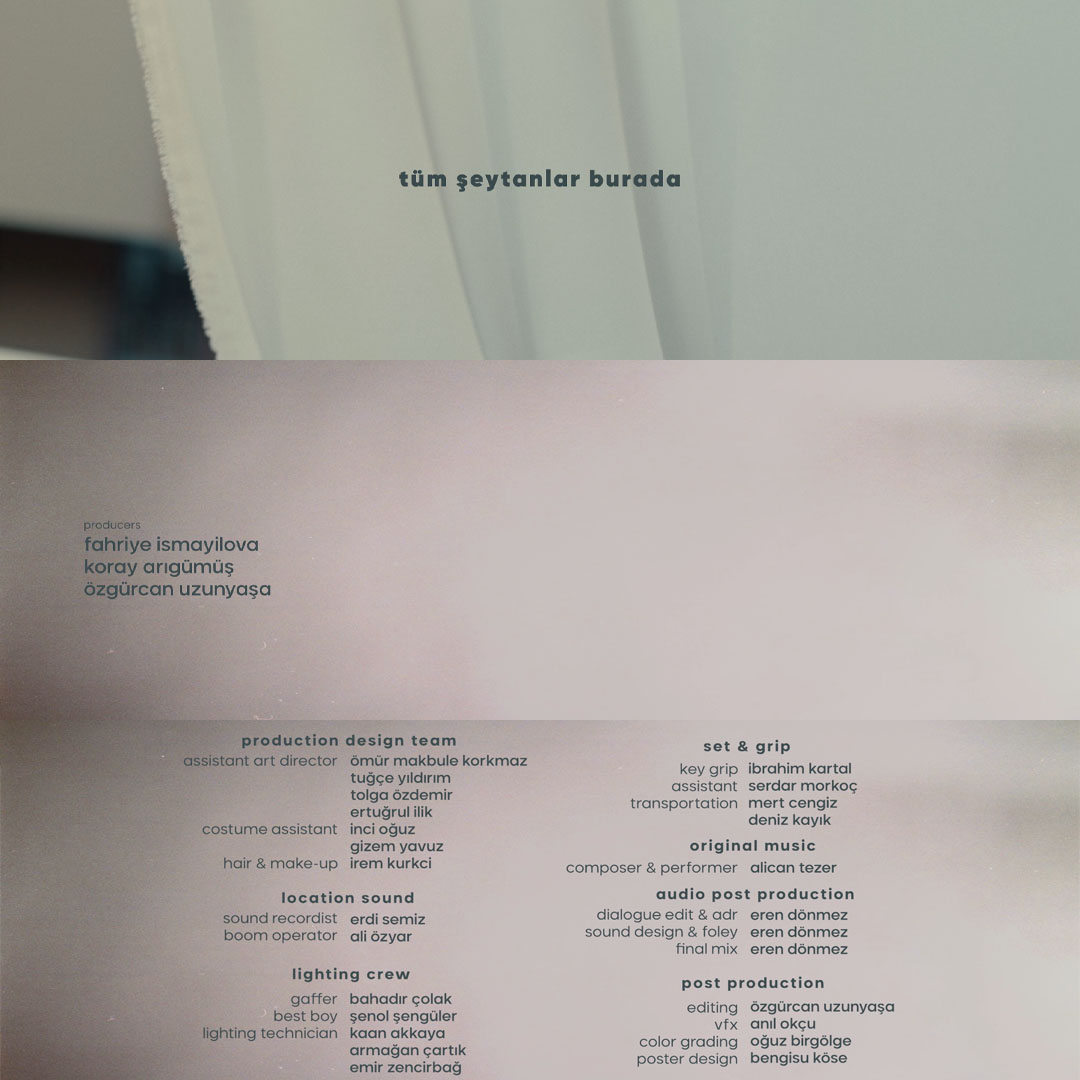 tüm şeytanlar burada
producers
fahriye ismayilova
koray arıgümüş
özgürcan uzunyaşa
production design team
assistant art director ömür makbule korkmaz
tuğçe yıldırım
tolga özdemir
ertuğrul ilik
costume assistant inci oğuz
gizem yavuz
hair & make-up irem kurkci
location sound
sound recordist erdi semiz
boom operator ali özyar
lighting crew
gaffer bahadır çolak
best boy şenol şengüler
lighting technician kaan akkaya
armağan çartık
emir zencirbağ
set & grip
key grip ibrahim kartal
assistant serdar morkoç
transportation mert cengiz
deniz kayık
original music
composer & performer alican tezer
audio post production
dialogue edit & adr eren dönmez
sound design & foley eren dönmez
final mix eren dönmez
post production
editing özgürcan uzunyaşa
vfx anıl okçu
color grading oğuz birgölge
poster design bengisu köse